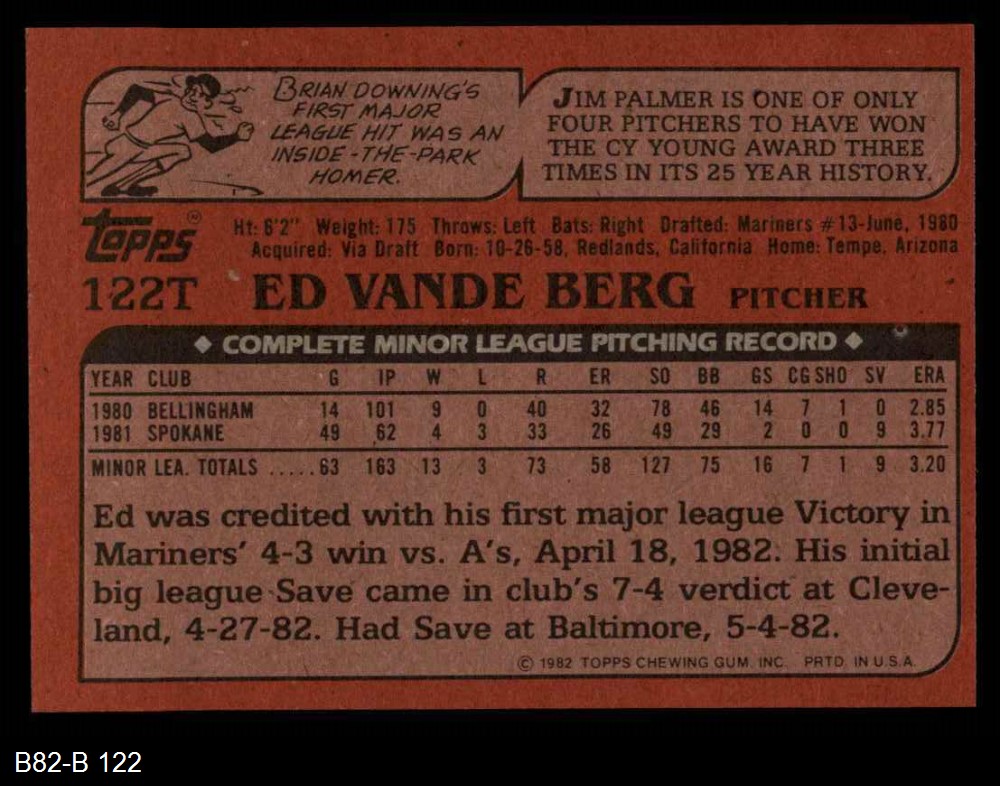 BRIAN DOWNING'S
FIRST MAJOR
LEAGUE HIT WAS AN
INSIDE-THE-PARK
HOMER.
JIM PALMER IS ONE OF ONLY
FOUR PITCHERS TO HAVE WON
THE CY YOUNG AWARD THREE
TIMES IN ITS 25 YEAR HISTORY.
topps®
Ht: 6'2" Weight: 175 Throws: Left Bats: Right Drafted: Mariners #13-June, 1980
Acquired: Via Draft Born: 10-26-58, Redlands, California Home: Tempe, Arizona
122T ED VANDE BERG PITCHER
◆ COMPLETE MINOR LEAGUE PITCHING RECORD ◆
YEAR CLUB G IP W L R ER SO BB GS CG SHO SV ERA
1980 BELLINGHAM 14 101 9 0 40 32 78 46 14 7 1 0 2.85
1981 SPOKANE 49 62 4 3 33 26 49 29 2 0 0 9 3.77
MINOR LEA. TOTALS .....63 163 13 3 73 58 127 75 16 7 1 9 3.20
Ed was credited with his first major league Victory in
Mariners' 4-3 win vs. A's, April 18, 1982. His initial
big league Save came in club's 7-4 verdict at Cleve-
land, 4-27-82. Had Save at Baltimore, 5-4-82.
© 1982 TOPPS CHEWING GUM, INC. PRTD. IN U.S.A.
B82-B 122